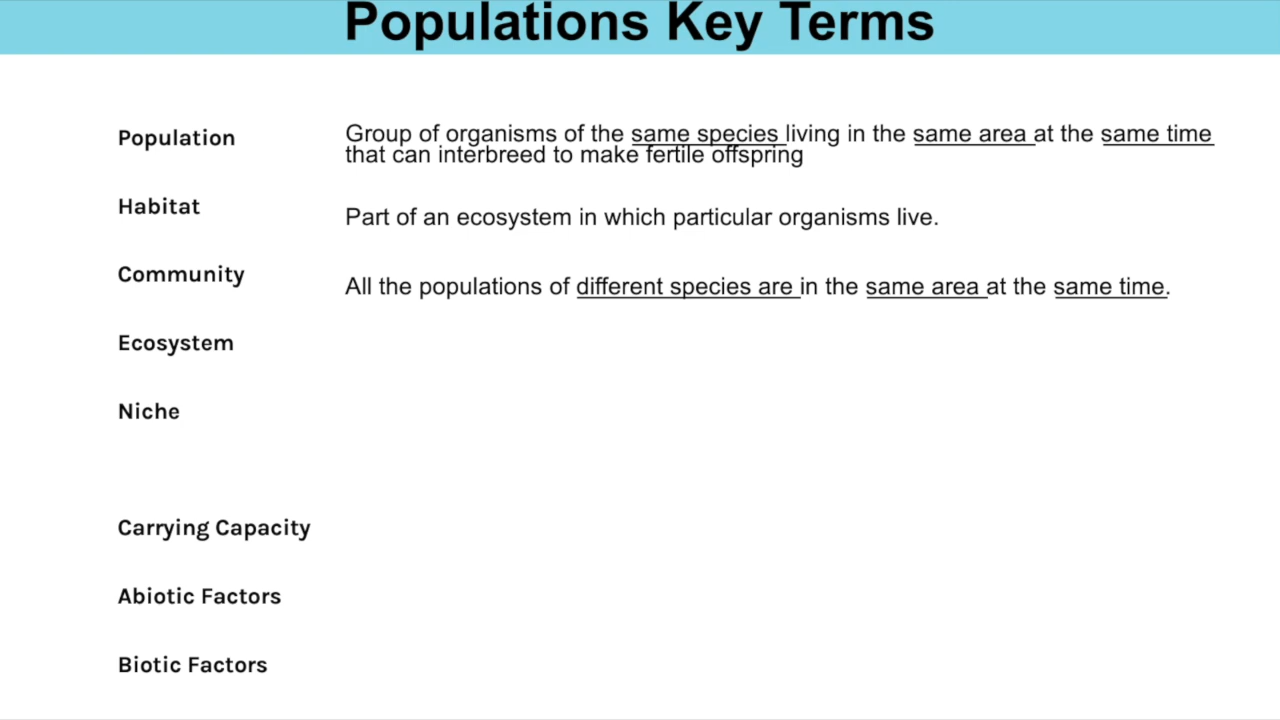 Populations Key Terms
Population
Group of organisms of the same species living in the same area at the same time
that can interbreed to make fertile offspring
Habitat
Part of an ecosystem in which particular organisms live.
Community
All the populations of different species are in the same area at the same time.
Ecosystem
Niche
Carrying Capacity
Abiotic Factors
Biotic Factors